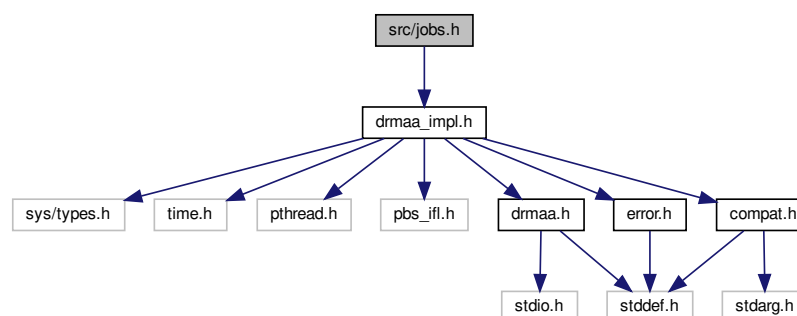 src/jobs.h
drmaa_impl.h
sys/types.h
time.h
pthread.h
pbs_ifl.h
drmaa.h
error.h
compat.h
stdio.h
stddef.h
stdarg.h